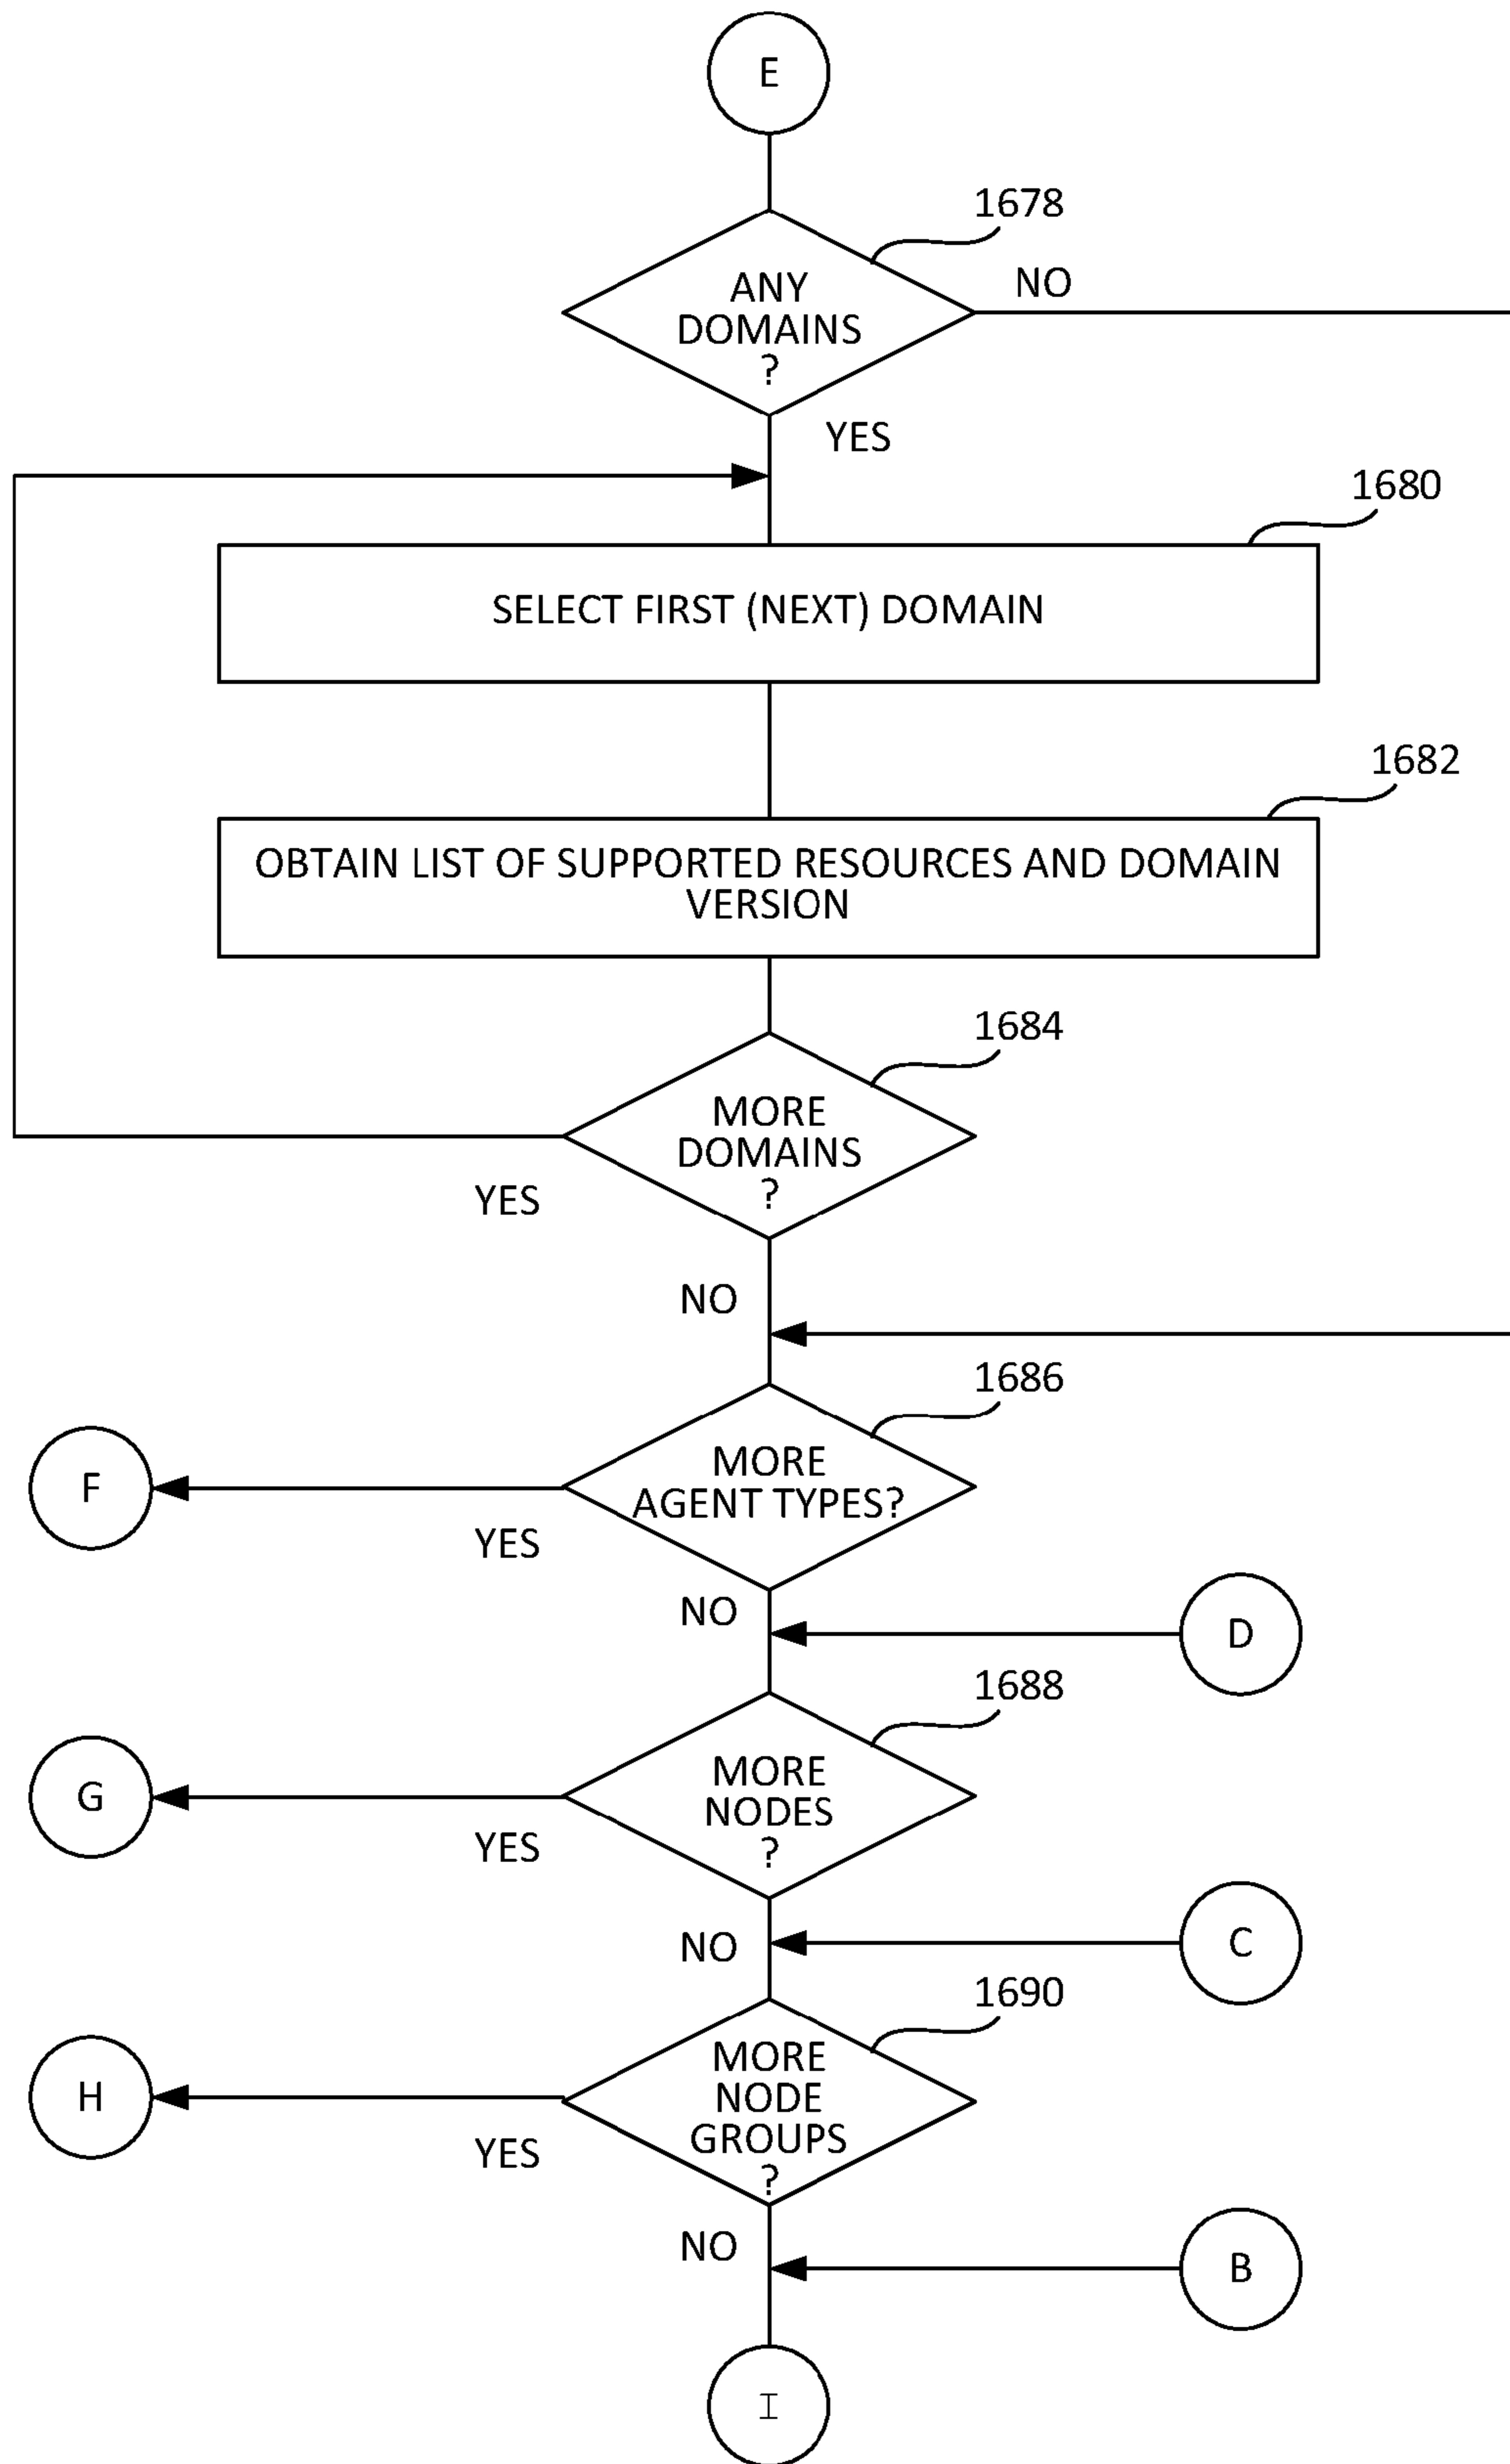 E
1678
ANY
DOMAINS
?
NO
YES
1680
SELECT FIRST (NEXT) DOMAIN
1682
OBTAIN LIST OF SUPPORTED RESOURCES AND DOMAIN
VERSION
1684
MORE
DOMAINS
?
YES
NO
1686
MORE
AGENT TYPES?
F
YES
NO
D
1688
MORE
NODES
?
G
YES
NO
C
1690
MORE
NODE
GROUPS
?
H
YES
NO
B
I